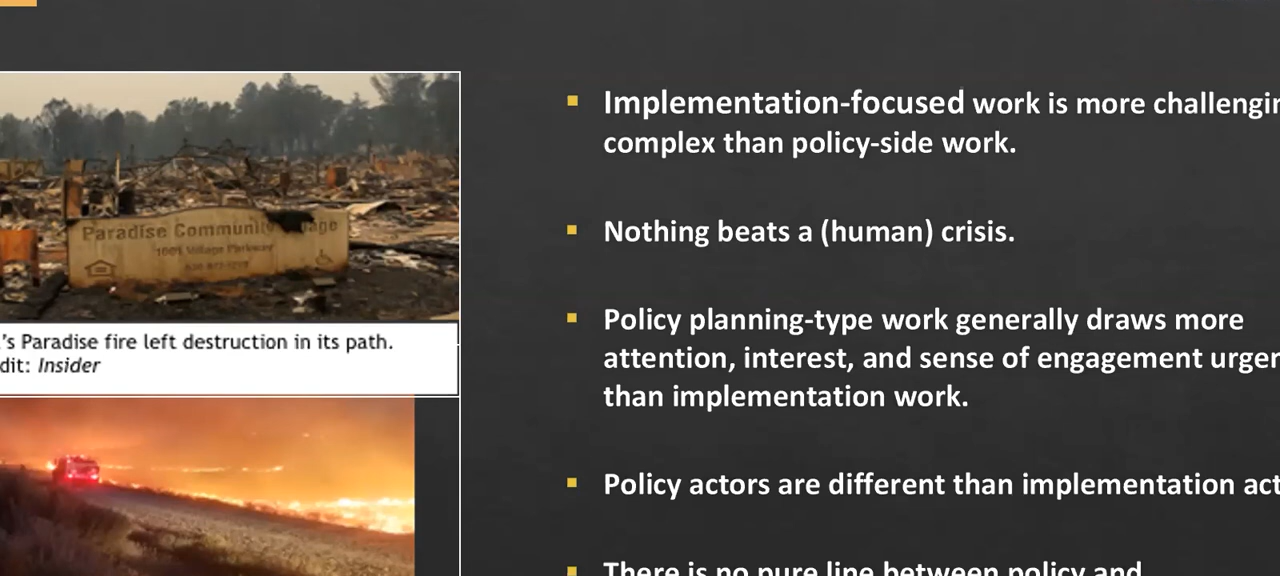 Paradise Community
1001 Village Parkway
's Paradise fire left destruction in its path.
dit: Insider
Implementation-focused work is more challengin
complex than policy-side work.
Nothing beats a (human) crisis.
Policy planning-type work generally draws more
attention, interest, and sense of engagement urgen
than implementation work.
Policy actors are different than implementation act
There is no pure line between policy and